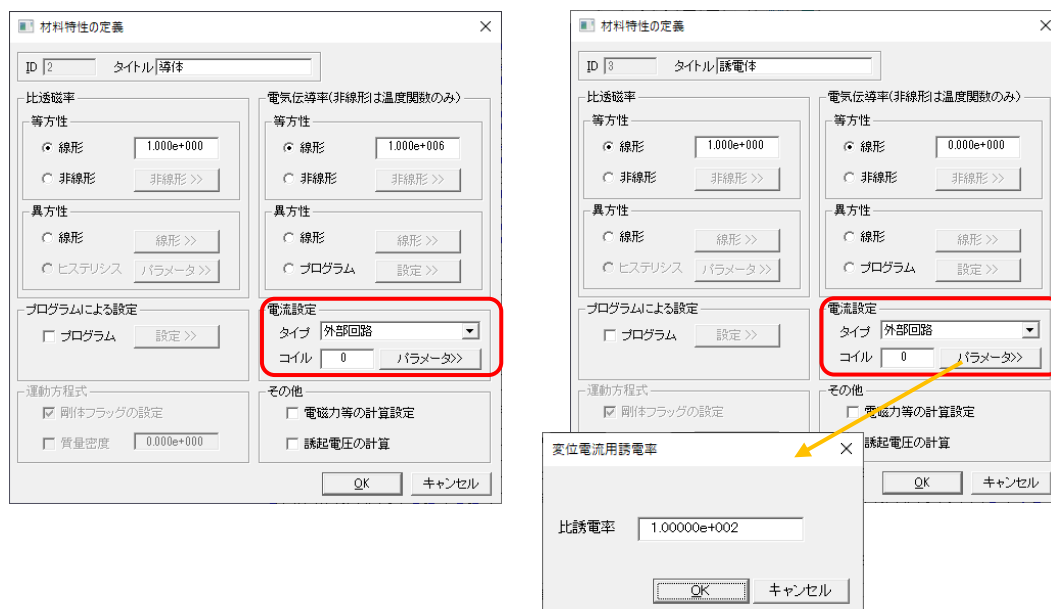 材料特性の定義
ID 2 タイトル 導体
比透磁率
等方性
線形 1.000e+000
非線形 非線形 >>
異方性
線形 線形 >>
ヒステリシス パラメータ >>
プログラムによる設定
プログラム 設定 >>
運動方程式
剛体フラッグの設定
質量密度 0.000e+000
電気伝導率(非線形は温度関数のみ)
等方性
線形 1.000e+006
非線形 非線形 >>
異方性
線形 線形 >>
プログラム 設定 >>
電流設定
タイプ 外部回路
コイル 0 パラメータ>>
その他
電磁力等の計算設定
誘起電圧の計算
OK キャンセル
材料特性の定義
ID 3 タイトル 誘電体
比透磁率
等方性
線形 1.000e+000
非線形 非線形 >>
異方性
線形 線形 >>
ヒステリシス パラメータ >>
プログラムによる設定
プログラム 設定 >>
運動方程式
剛体フラッグの設定
電気伝導率(非線形は温度関数のみ)
等方性
線形 0.000e+000
非線形 非線形 >>
異方性
線形 線形 >>
プログラム 設定 >>
電流設定
タイプ 外部回路
コイル 0 パラメータ>>
その他
電磁力等の計算設定
誘起電圧の計算
OK キャンセル
変位電流用誘電率
比誘電率 1.00000e+002
OK キャンセル